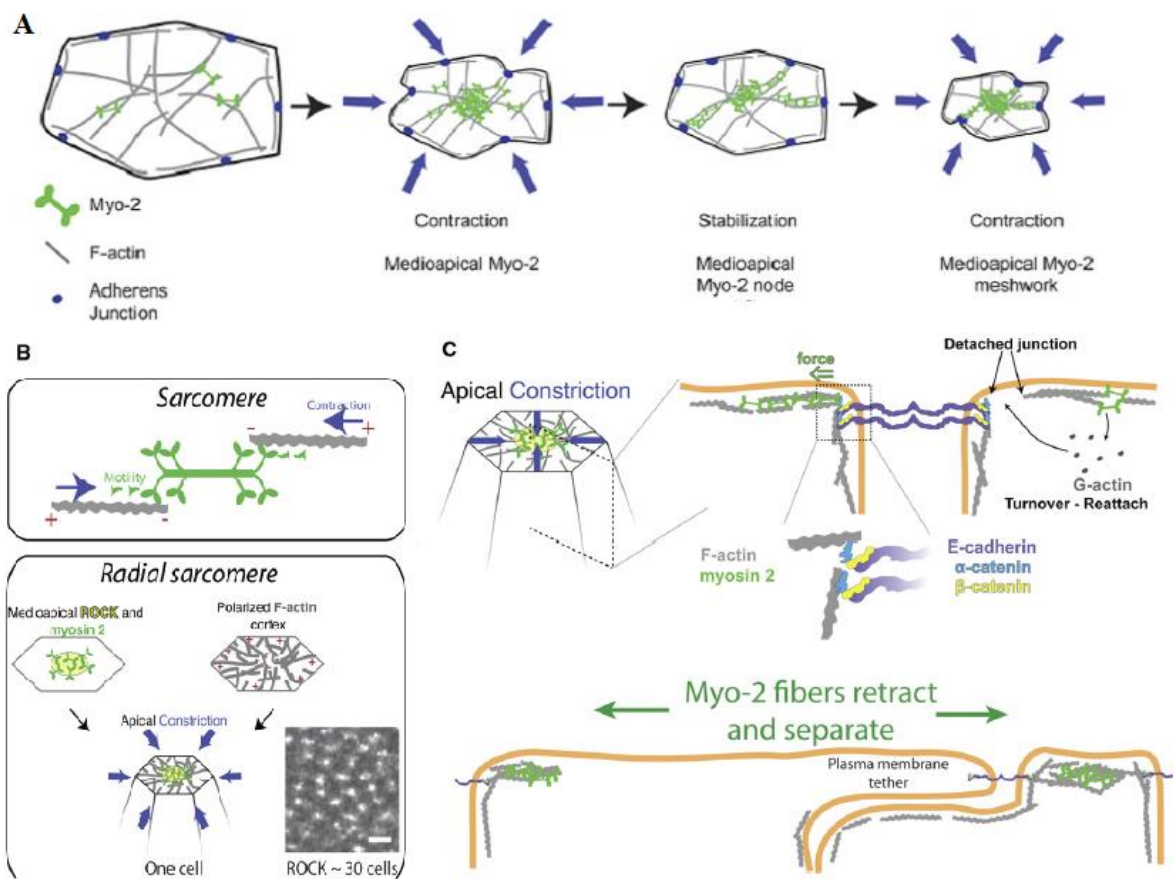 A
Myo-2
F-actin
Adherens
Junction
Contraction
Medioapical Myo-2
Stabilization
Medioapical
Myo-2 node
Contraction
Medioapical Myo-2
meshwork
B
Sarcomere
Contraction
- +
Motility
+ -
Radial sarcomere
Medioapical ROCK and
myosin 2
Polarized F-actin
cortex
Apical Constriction
One cell
ROCK ~ 30 cells
C
Apical Constriction
force
Detached junction
G-actin
Turnover - Reattach
F-actin
myosin 2
E-cadherin
α-catenin
β-catenin
Myo-2 fibers retract
and separate
Plasma membrane
tether